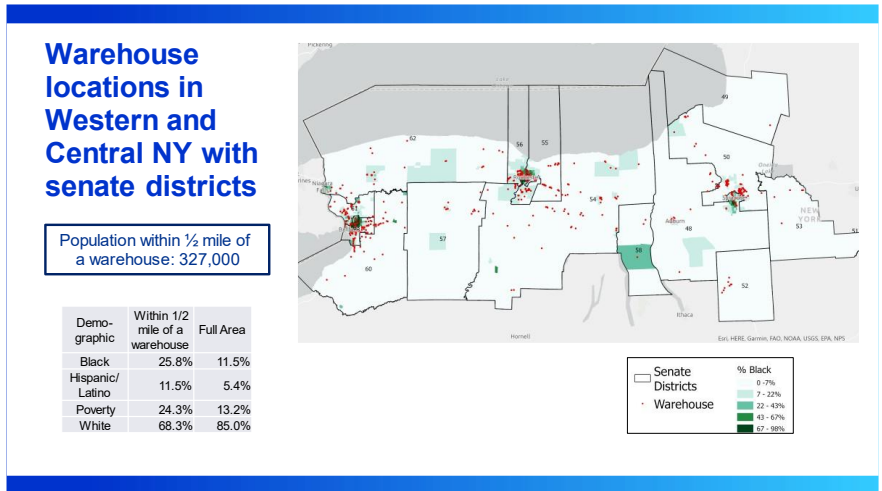 Warehouse
locations in
Western and
Central NY with
senate districts
Population within ½ mile of
a warehouse: 327,000
Demo-
graphic
Within 1/2
mile of a
warehouse
Full Area
Black 25.8% 11.5%
Hispanic/
Latino
11.5% 5.4%
Poverty 24.3% 13.2%
White 68.3% 85.0%
Pickering
Lake
49
62
56
55
50
54
48
53
51
NEW
YORK
57
58
60
52
Ithaca
Hornell
Esri, HERE, Garmin, FAO, NOAA, USGS, EPA, NPS
Senate
Districts
Warehouse
% Black
0 -7%
7 - 22%
22 - 43%
43 - 67%
67 - 98%